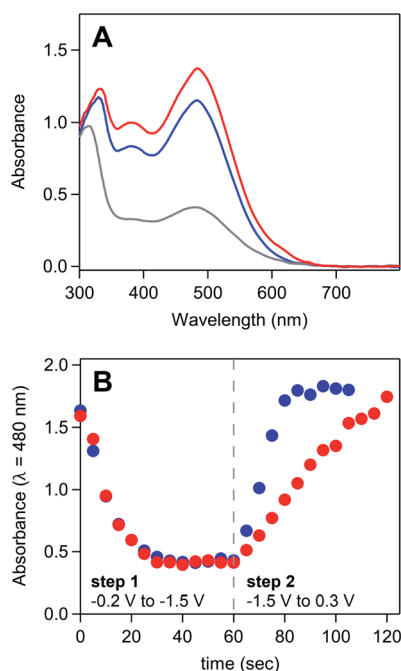 A
1.5
1.0
0.5
0.0
Absorbance
300 400 500 600 700
Wavelength (nm)
B
2.0
1.5
1.0
0.5
0.0
Absorbance (λ = 480 nm)
step 1
-0.2 V to -1.5 V
step 2
-1.5 V to 0.3 V
0 20 40 60 80 100 120
time (sec)